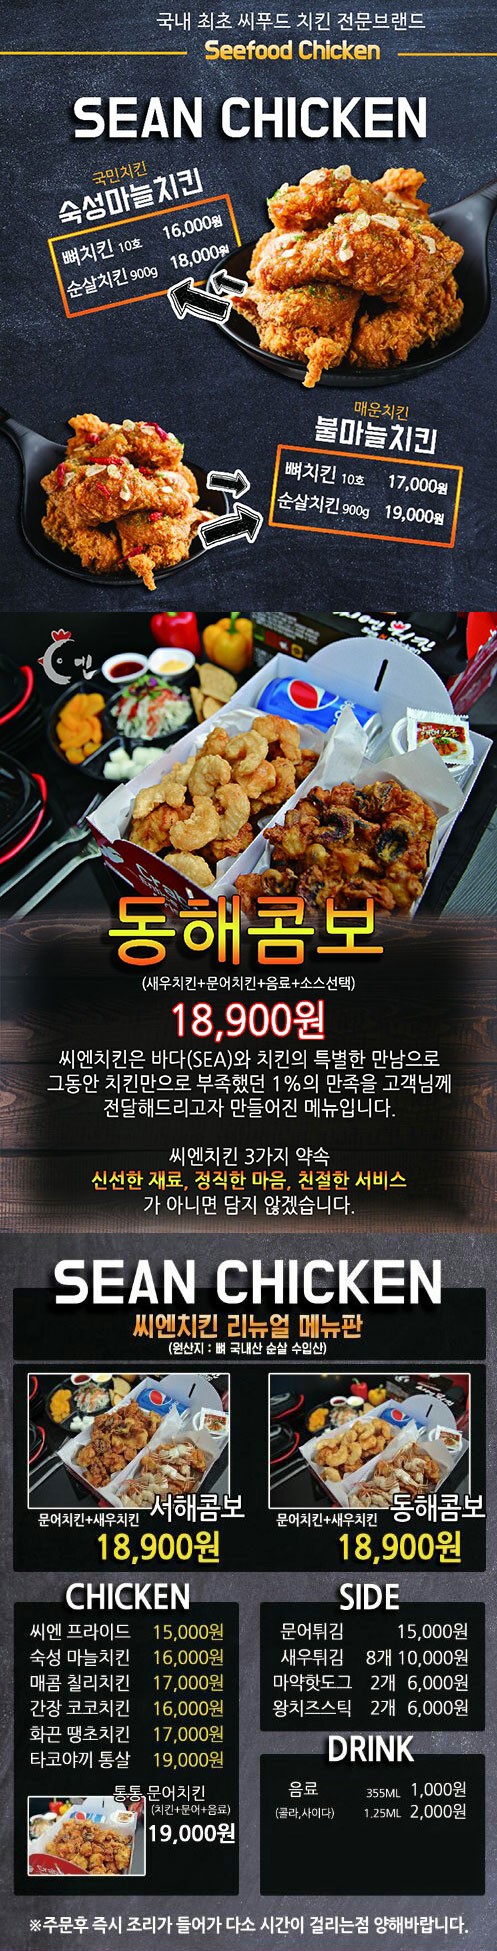 국내 최초 씨푸드 치킨 전문브랜드
Seefood Chicken
SEAN CHICKEN
국민치킨
숙성마늘치킨
뼈치킨 10호 16,000원
순살치킨 900g 18,000원
매운치킨
불마늘치킨
뼈치킨 10호 17,000원
순살치킨 900g 19,000원
동해콤보
(새우치킨+문어치킨+음료+소스선택)
18,900원
씨엔치킨은 바다(SEA)와 치킨의 특별한 만남으로
그동안 치킨만으로 부족했던 1%의 만족을 고객님께
전달해드리고자 만들어진 메뉴입니다.
씨엔치킨 3가지 약속
신선한 재료, 정직한 마음, 친절한 서비스
가 아니면 담지 않겠습니다.
SEAN CHICKEN
씨엔치킨 리뉴얼 메뉴판
(원산지 : 뼈 국내산 순살 수입산)
문어치킨+새우치킨 서해콤보
18,900원
문어치킨+새우치킨 동해콤보
18,900원
CHICKEN
씨엔 프라이드 15,000원
숙성 마늘치킨 16,000원
매콤 칠리치킨 17,000원
간장 코코치킨 16,000원
화끈 땡초치킨 17,000원
타코야끼 통살 19,000원
통통 문어치킨
(치킨+문어+음료)
19,000원
SIDE
문어튀김 15,000원
새우튀김 8개 10,000원
마약핫도그 2개 6,000원
왕치즈스틱 2개 6,000원
DRINK
음료 355ML 1,000원
(콜라,사이다) 1.25ML 2,000원
※주문후 즉시 조리가 들어가 다소 시간이 걸리는점 양해바랍니다.